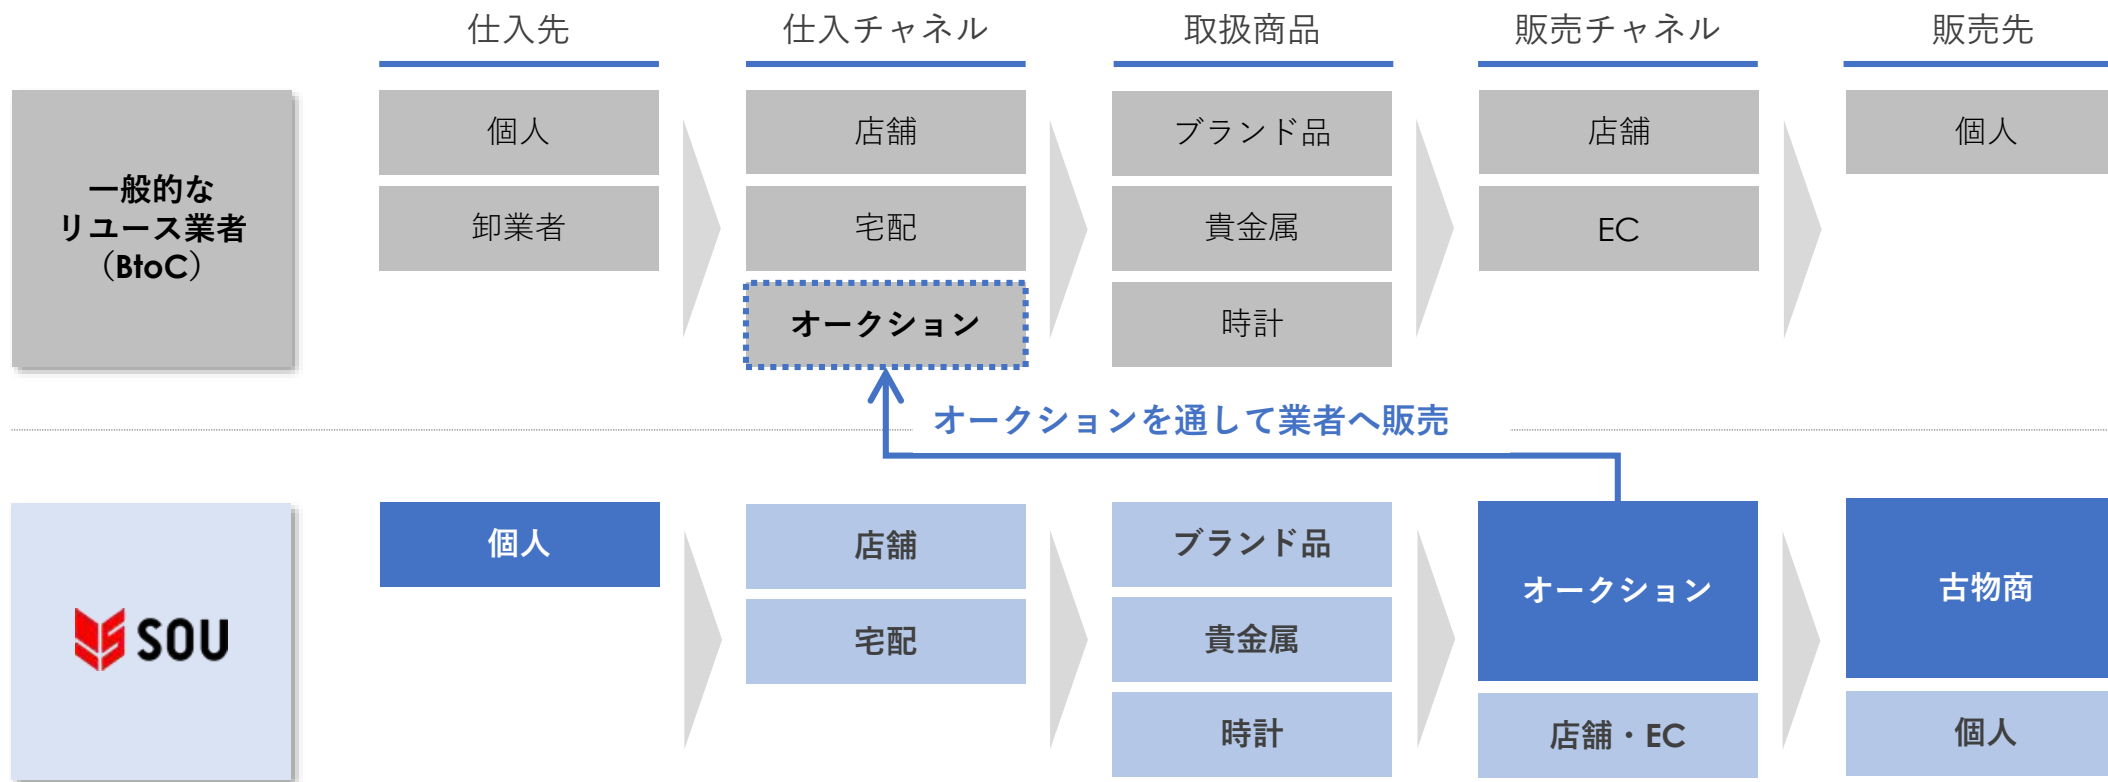 仕入先
仕入チャネル
取扱商品
販売チャネル
販売先
一般的な
リユース業者
（BtoC）
個人
卸業者
店舗
宅配
オークション
ブランド品
貴金属
時計
店舗
EC
個人
オークションを通して業者へ販売
SOU
個人
店舗
宅配
ブランド品
貴金属
時計
オークション
店舗・EC
古物商
個人